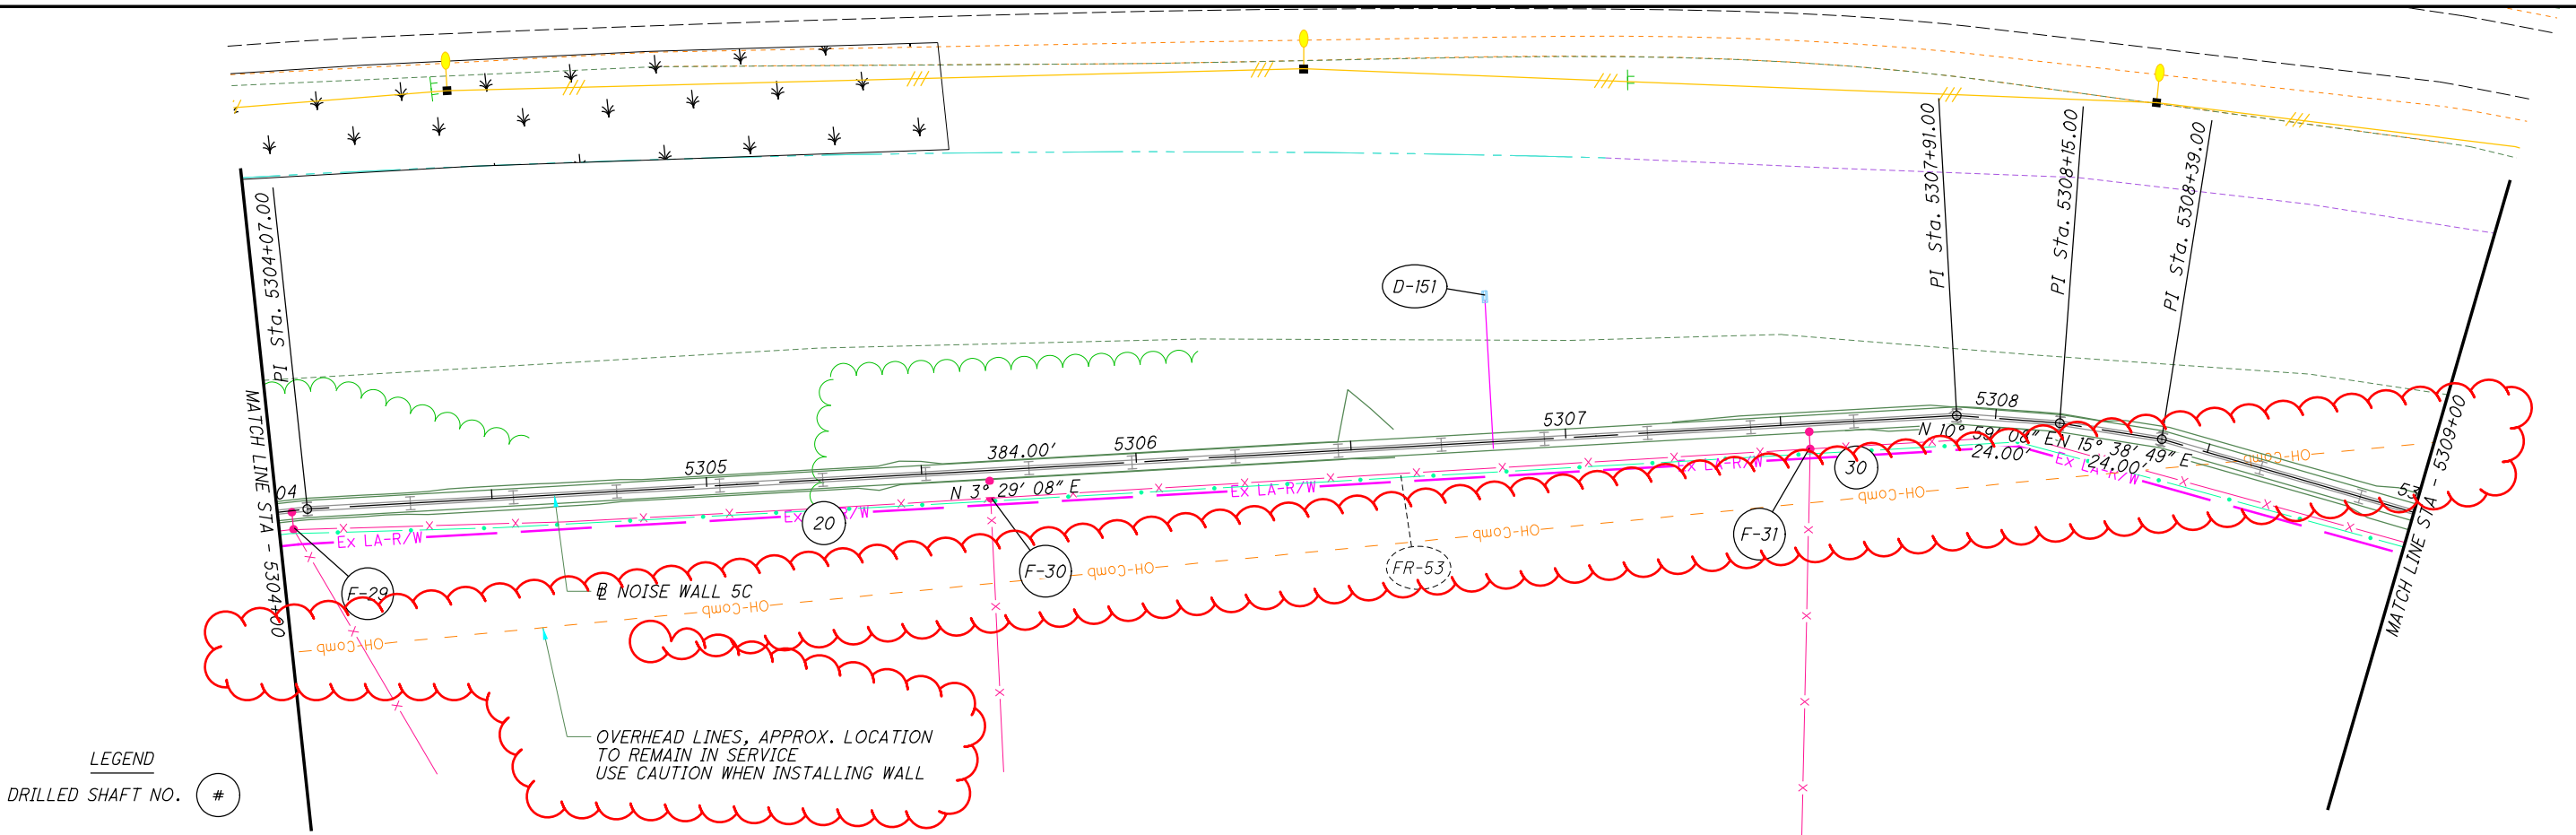 PI Sta. 5304+07.00
PI Sta. 5307+91.00
PI Sta. 5308+15.00
PI Sta. 5308+39.00
D-151
MATCH LINE STA - 5304+00
MATCH LINE STA - 5309+00
04
5305
384.00'
5306
5307
5308
53
N 3° 29' 08" E
N 10° 59' 08" E
24.00'
N 15° 38' 49" E
24.00'
Ex LA-R/W
Ex LA-R/W
Ex LA-R/W
Ex LA-R/W
Ex LA-R/W
20
30
F-29
F-30
F-31
FR-53
℄ NOISE WALL 5C
OH-Comb
OH-Comb
OH-Comb
OH-Comb
OH-Comb
OH-Comb
OVERHEAD LINES, APPROX. LOCATION
TO REMAIN IN SERVICE
USE CAUTION WHEN INSTALLING WALL
LEGEND
DRILLED SHAFT NO. #